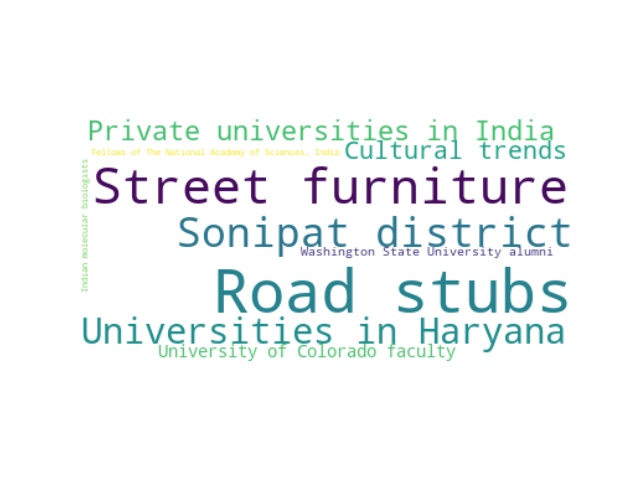 Private universities in India
Fellows of The National Academy of Sciences, India
Cultural trends
Indian molecular biologists
Street furniture
Sonipat district
Washington State University alumni
Road stubs
Universities in Haryana
University of Colorado faculty